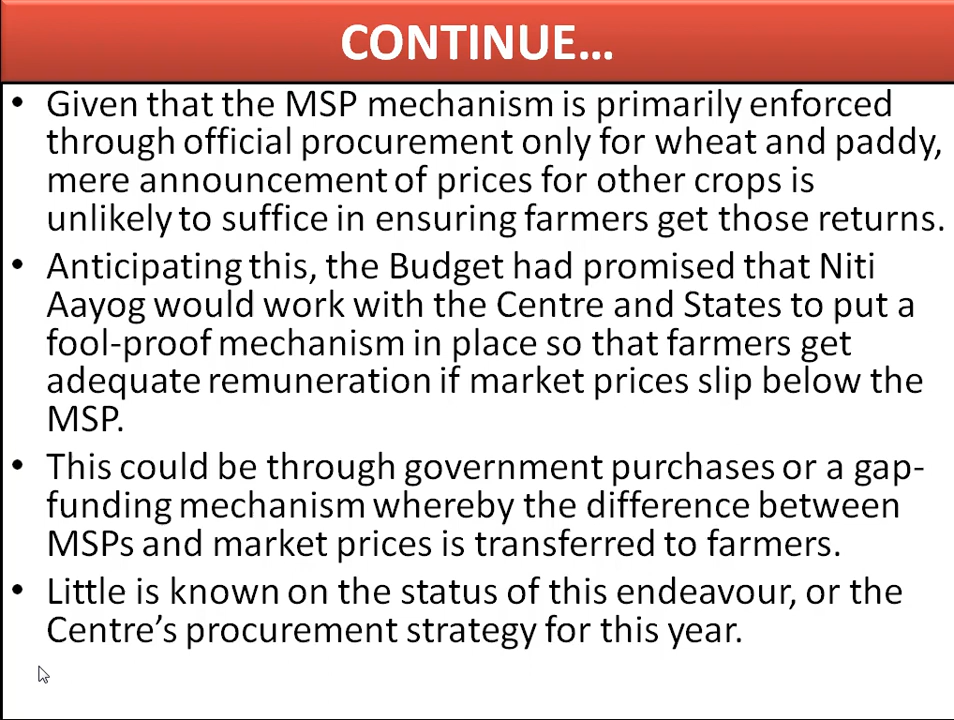 CONTINUE...
• Given that the MSP mechanism is primarily enforced
through official procurement only for wheat and paddy,
mere announcement of prices for other crops is
unlikely to suffice in ensuring farmers get those returns.
• Anticipating this, the Budget had promised that Niti
Aayog would work with the Centre and States to put a
fool-proof mechanism in place so that farmers get
adequate remuneration if market prices slip below the
MSP.
• This could be through government purchases or a gap-
funding mechanism whereby the difference between
MSPs and market prices is transferred to farmers.
• Little is known on the status of this endeavour, or the
Centre’s procurement strategy for this year.